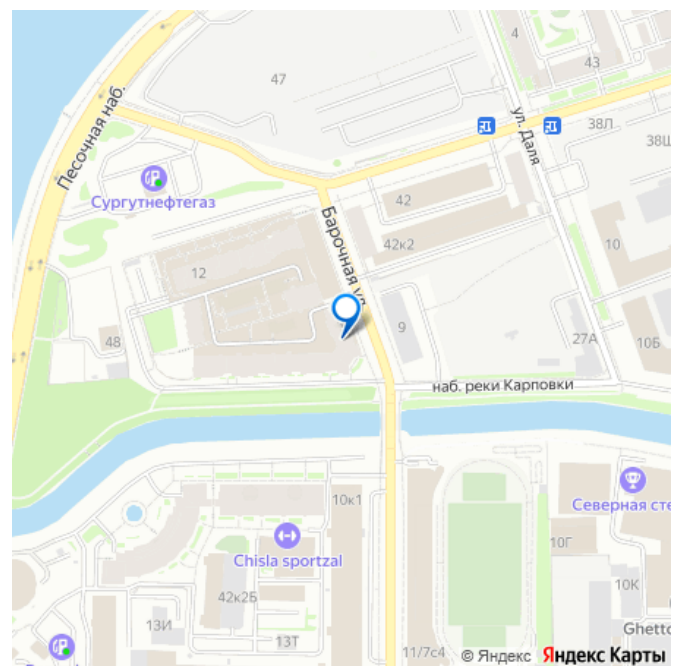 4
43
47
Песочная наб.
ул. Даля
38Л
38Ш
Сургутнефтегаз
42
42к2
Барочная ул.
10
12
9
48
27А
10Б
наб. реки Карповки
10к1
Северная сте
Chisla sportzal
10Г
42к2Б
10К
13И
13Т
Ghetto
11/7с4
© Яндекс Яндекс Карты